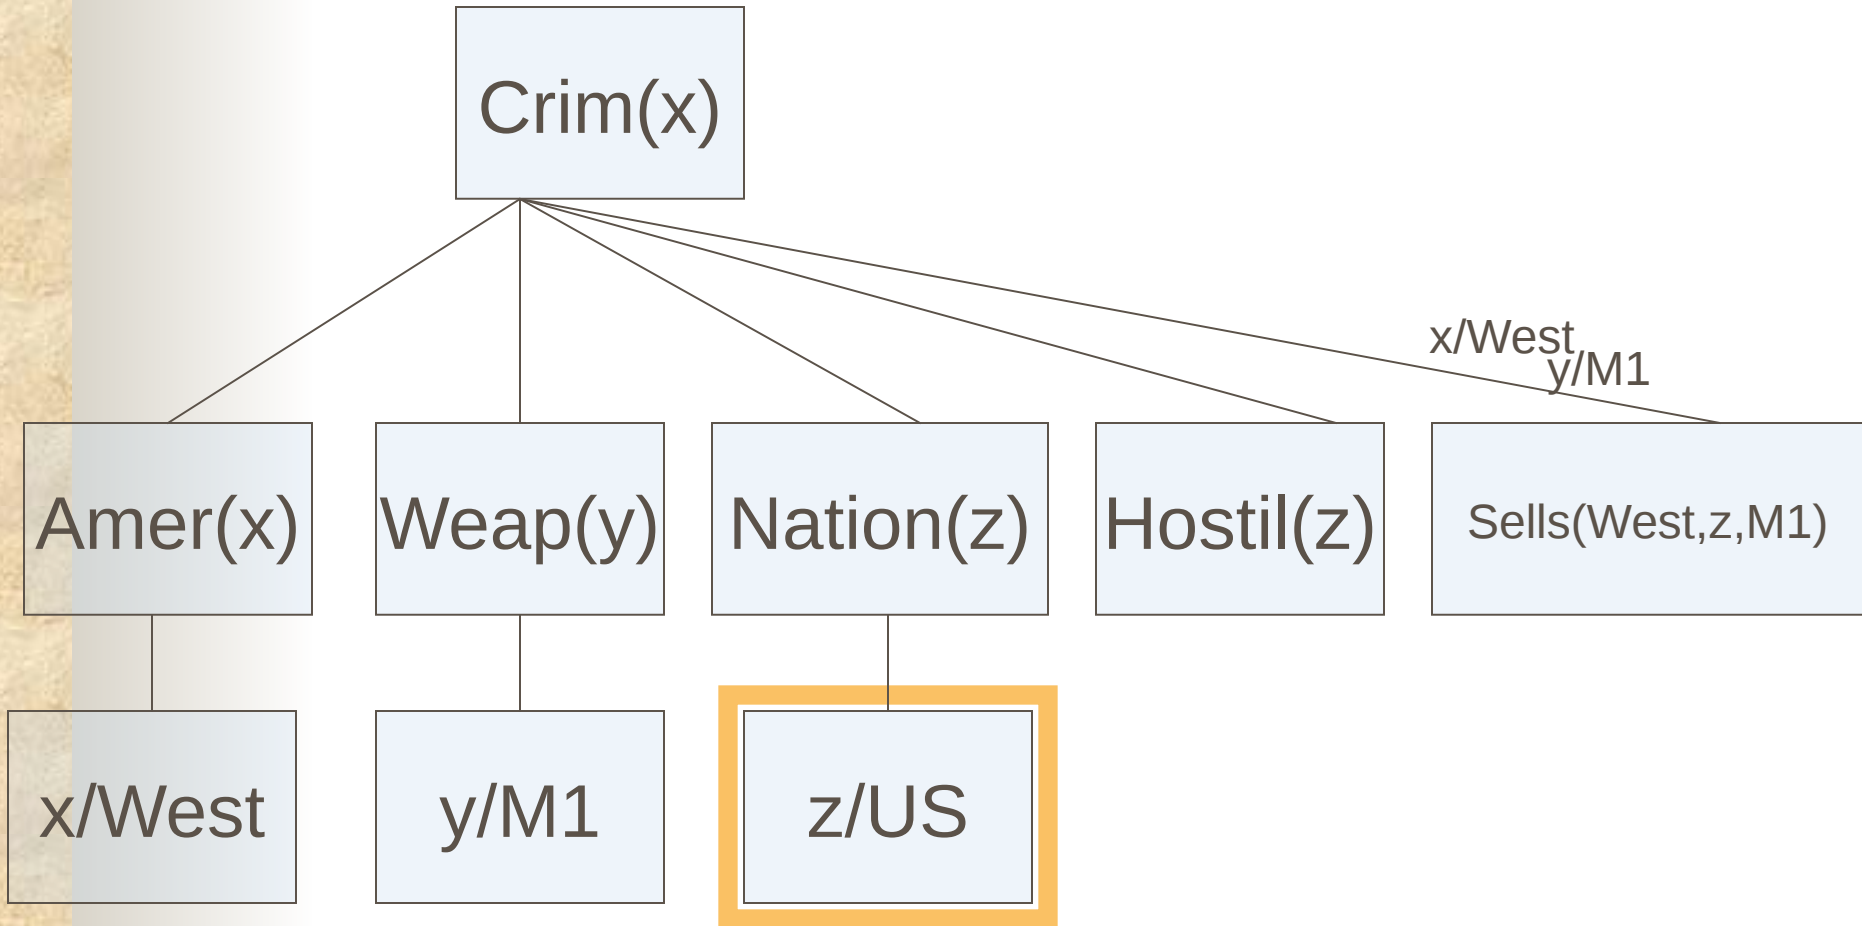 Crim(x)
x/West
y/M1
Amer(x)
Weap(y)
Nation(z)
Hostil(z)
Sells(West,z,M1)
x/West
y/M1
z/US